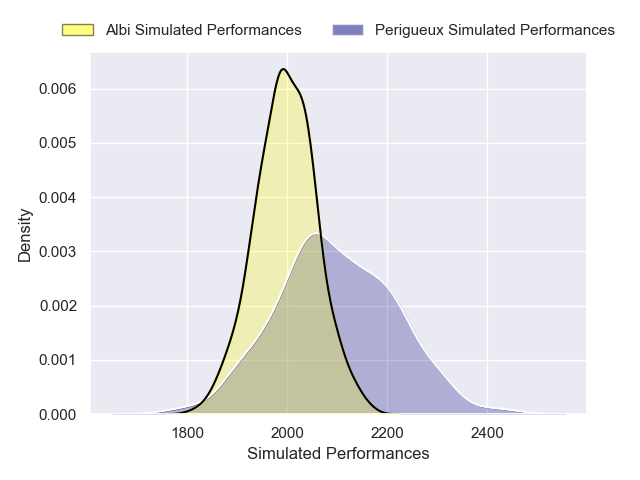 Albi Simulated Performances Perigueux Simulated Performances
0.006
0.005
0.004
0.003
0.002
0.001
0.000
Density
1800 2000 2200 2400
Simulated Performances